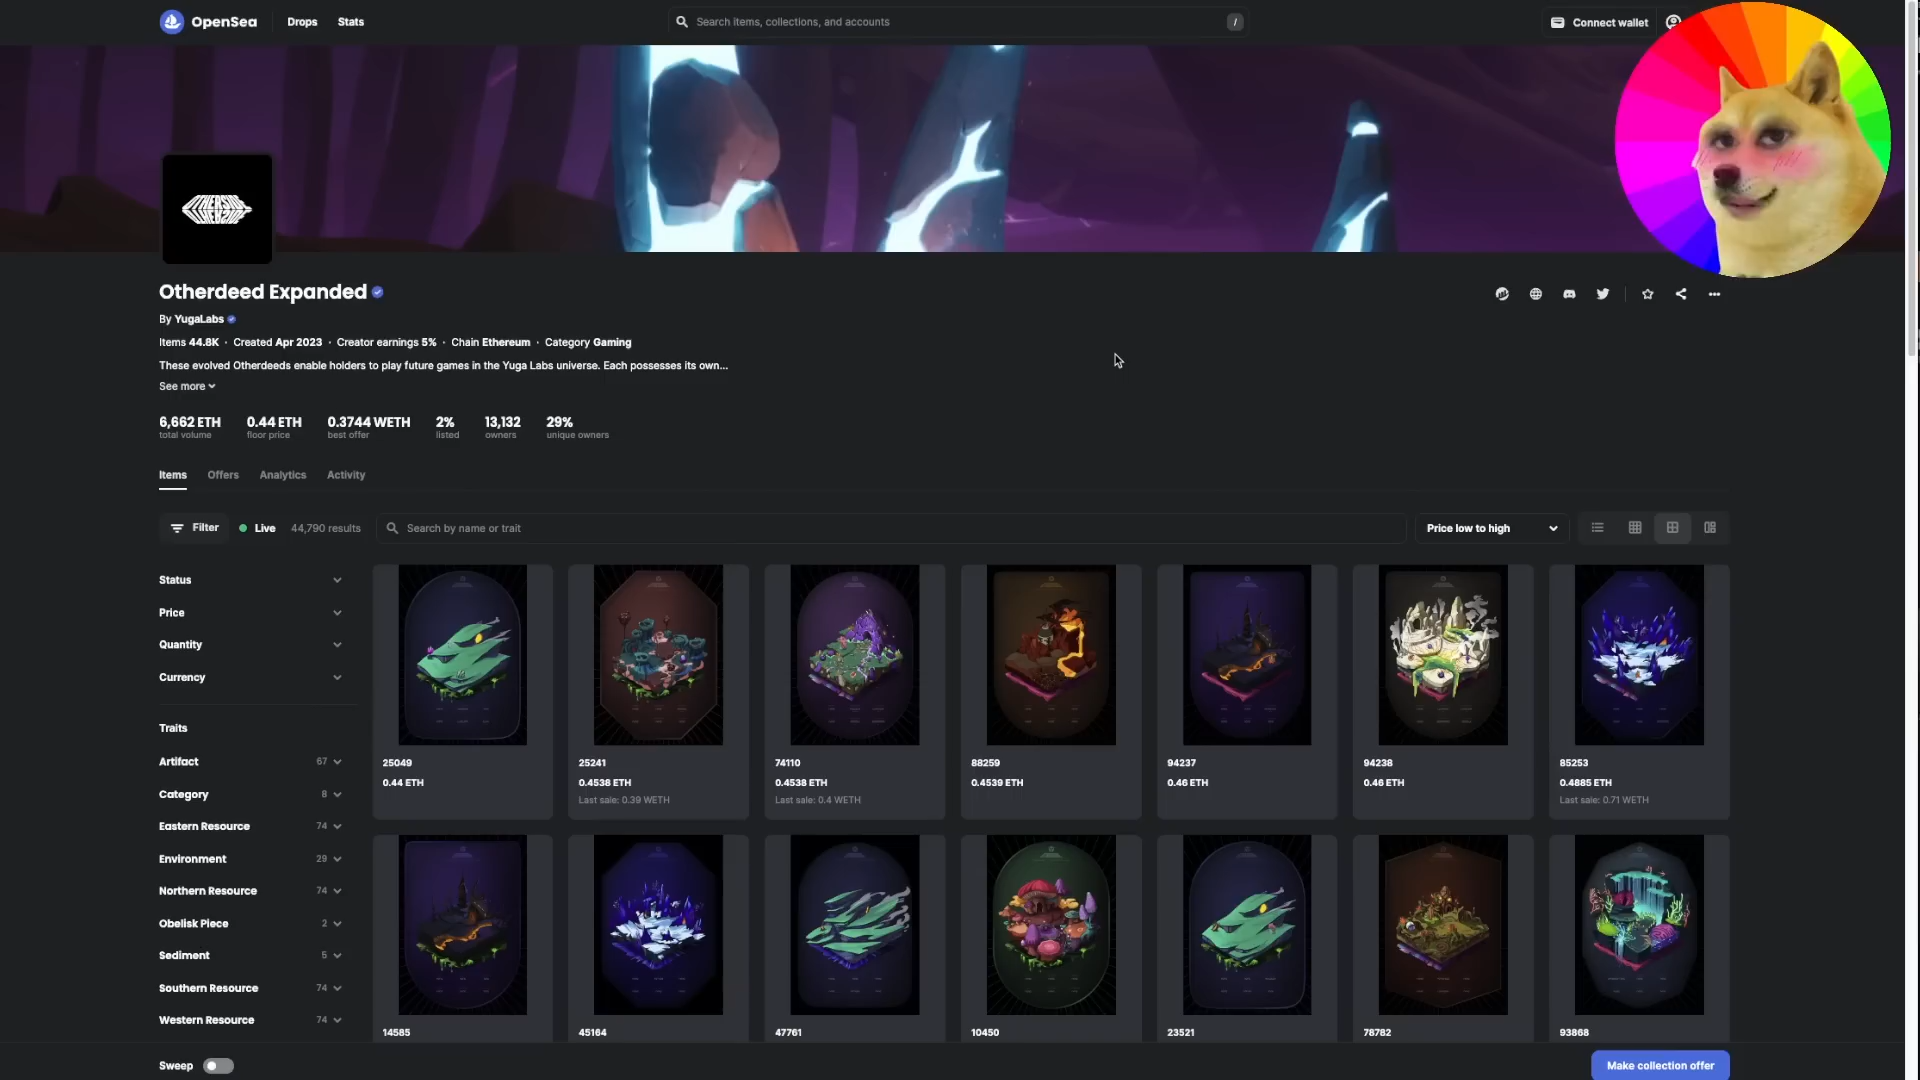 OpenSea Drops Stats
Search items, collections, and accounts /
Connect wallet
Otherdeed Expanded
By YugaLabs
Items 44.8K · Created Apr 2023 · Creator earnings 5% · Chain Ethereum · Category Gaming
These evolved Otherdeeds enable holders to play future games in the Yuga Labs universe. Each possesses its own...
See more
6,662 ETH 0.44 ETH 0.3744 WETH 2% 13,132 29%
total volume floor price best offer listed owners unique owners
Items Offers Analytics Activity
Filter Live 44,790 results Search by name or trait Price low to high
Status
Price
Quantity
Currency
Traits
Artifact 67
Category 8
Eastern Resource 74
Environment 29
Northern Resource 74
Obelisk Piece 2
Sediment 5
Southern Resource 74
Western Resource 74
25049 25241 74110 88259 94237 94238 85253
0.44 ETH 0.4538 ETH 0.4538 ETH 0.4539 ETH 0.46 ETH 0.46 ETH 0.4885 ETH
Last sale: 0.39 WETH Last sale: 0.4 WETH Last sale: 0.71 WETH
14585 45164 47761 10450 23521 78782 93868
Sweep Make collection offer